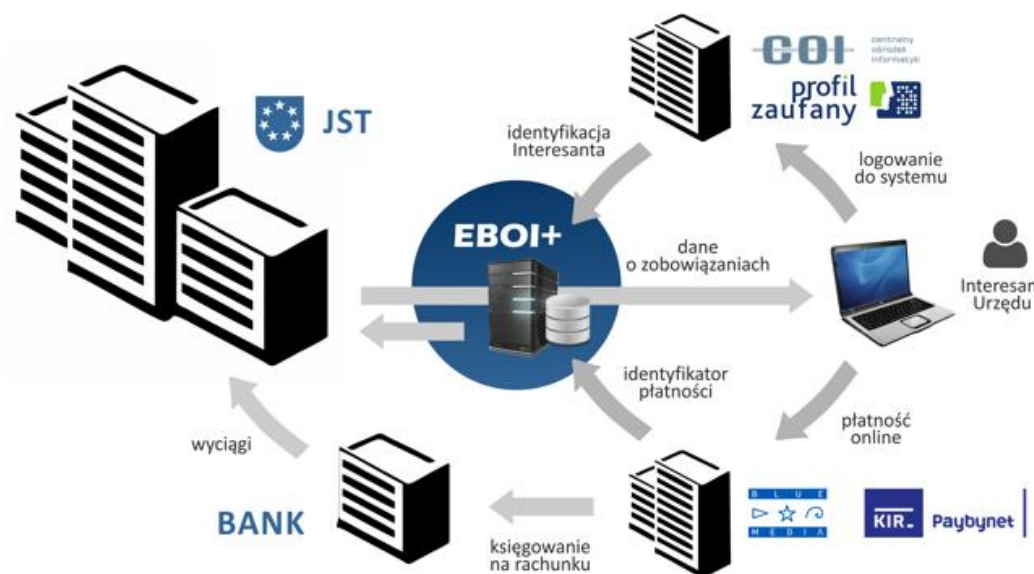 COI
centralny
ośrodek
informatyki
profil
zaufany
JST
identyfikacja
Interesanta
logowanie
do systemu
EBOI+
dane
o zobowiązaniach
Interesan
Urzędu
identyfikator
płatności
płatność
online
wyciągi
BANK
księgowanie
na rachunku
BLUE
MEDIA
KIR
Paybynet